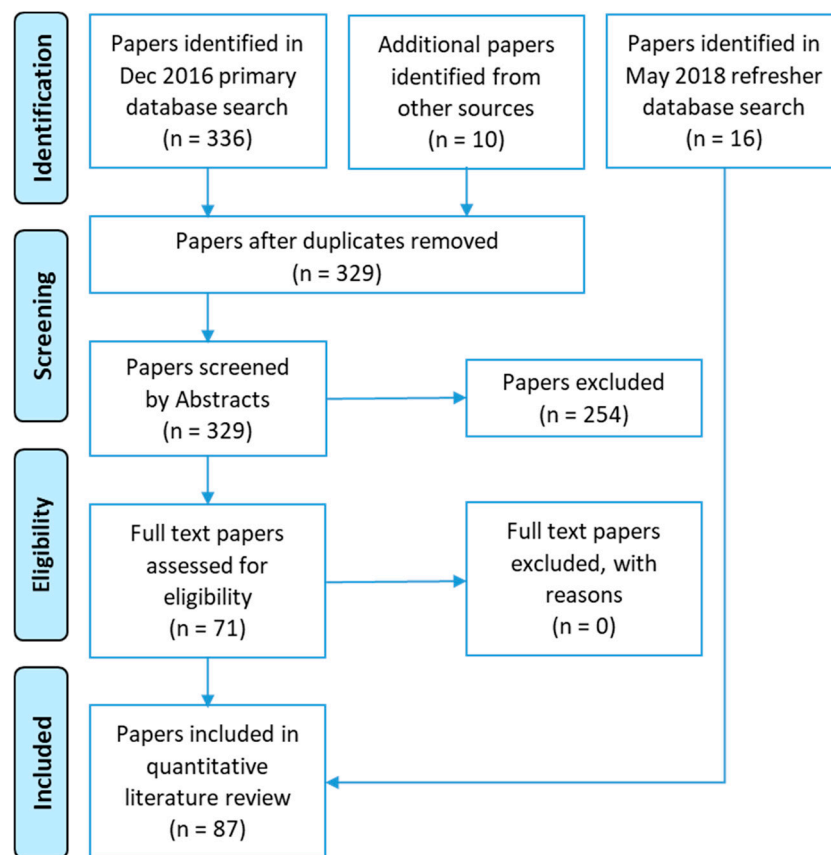 Identification
Papers identified in
Dec 2016 primary
database search
(n = 336)
Additional papers
identified from
other sources
(n = 10)
Papers identified in
May 2018 refresher
database search
(n = 16)
Papers after duplicates removed
(n = 329)
Screening
Papers screened
by Abstracts
(n = 329)
Papers excluded
(n = 254)
Eligibility
Full text papers
assessed for
eligibility
(n = 71)
Full text papers
excluded, with
reasons
(n = 0)
Included
Papers included in
quantitative
literature review
(n = 87)